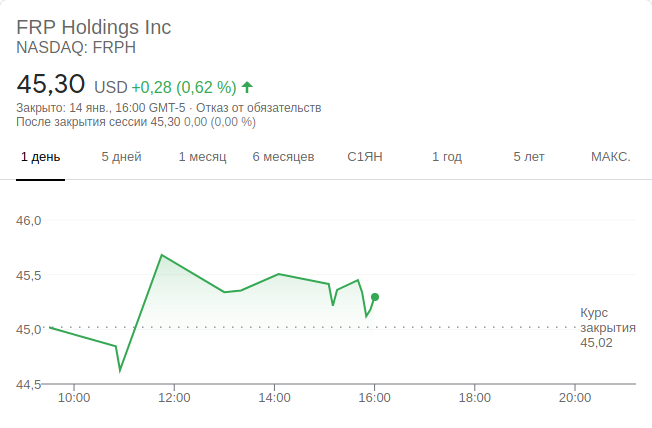 FRP Holdings Inc
NASDAQ: FRPH
45,30 USD +0,28 (0,62 %)
Закрыто: 14 янв., 16:00 GMT-5 · Отказ от обязательств
После закрытия сессии 45,30 0,00 (0,00 %)
1 день 5 дней 1 месяц 6 месяцев С1ЯН 1 год 5 лет МАКС.
46,0
45,5
45,0
44,5
Курс
закрытия
45,02
10:00 12:00 14:00 16:00 18:00 20:00